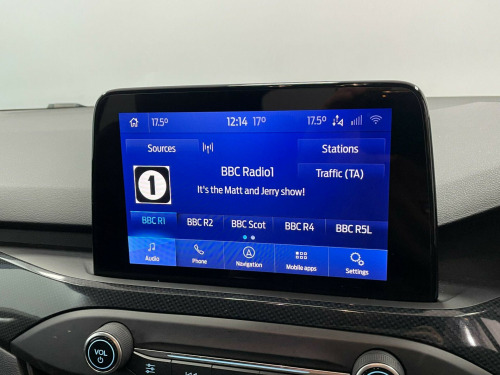 17.5° 12:14 17° 17.5°
Sources Stations
BBC Radio1 Traffic (TA)
1
It's the Matt and Jerry show!
BBC R1 BBC R2 BBC Scot BBC R4 BBC R5L
Audio Phone Navigation Mobile apps Settings
VOL